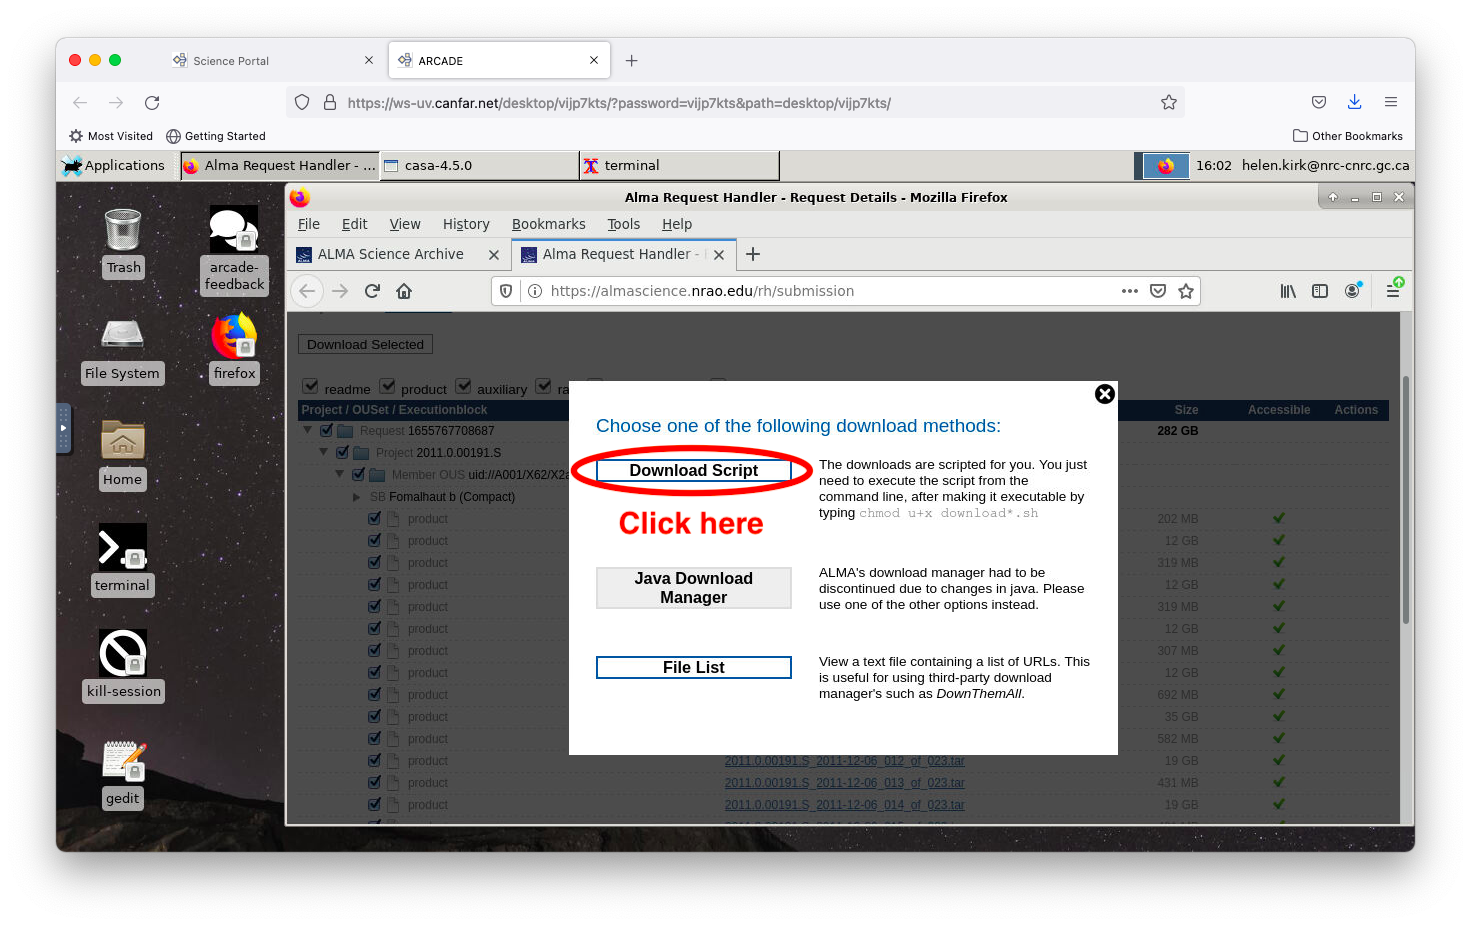 Science Portal
ARCADE
https://ws-uv.canfar.net/desktop/vijp7kts/?password=vijp7kts&path=desktop/vijp7kts/
Most Visited
Getting Started
Other Bookmarks
Applications
Alma Request Handler - ...
casa-4.5.0
terminal
16:02
helen.kirk@nrc-cnrc.gc.ca
Trash
arcade-
feedback
File System
firefox
Home
terminal
kill-session
gedit
Alma Request Handler - Request Details - Mozilla Firefox
File Edit View History Bookmarks Tools Help
ALMA Science Archive
Alma Request Handler -
https://almascience.nrao.edu/rh/submission
Download Selected
readme product auxiliary
Project / OUSet / Executionblock
Size Accessible Actions
Request 1655767708687
282 GB
Project 2011.0.00191.S
Member OUS uid://A001/X62/X2a
SB Fomalhaut b (Compact)
product 202 MB
product 12 GB
product 319 MB
product 12 GB
product 319 MB
product 12 GB
product 307 MB
product 12 GB
product 692 MB
product 35 GB
product 582 MB
product 2011.0.00191.S_2011-12-06_012_of_023.tar 19 GB
product 2011.0.00191.S_2011-12-06_013_of_023.tar 431 MB
product 2011.0.00191.S_2011-12-06_014_of_023.tar 19 GB
Choose one of the following download methods:
Download Script
Click here
The downloads are scripted for you. You just
need to execute the script from the
command line, after making it executable by
typing chmod u+x download*.sh
Java Download
Manager
ALMA's download manager had to be
discontinued due to changes in java. Please
use one of the other options instead.
File List
View a text file containing a list of URLs. This
is useful for using third-party download
manager's such as DownThemAll.